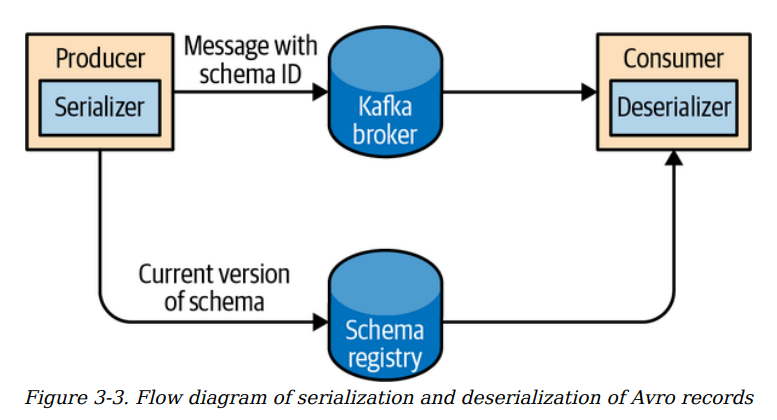 Producer
Serializer
Message with
schema ID
Kafka
broker
Consumer
Deserializer
Current version
of schema
Schema
registry
Figure 3-3. Flow diagram of serialization and deserialization of Avro records